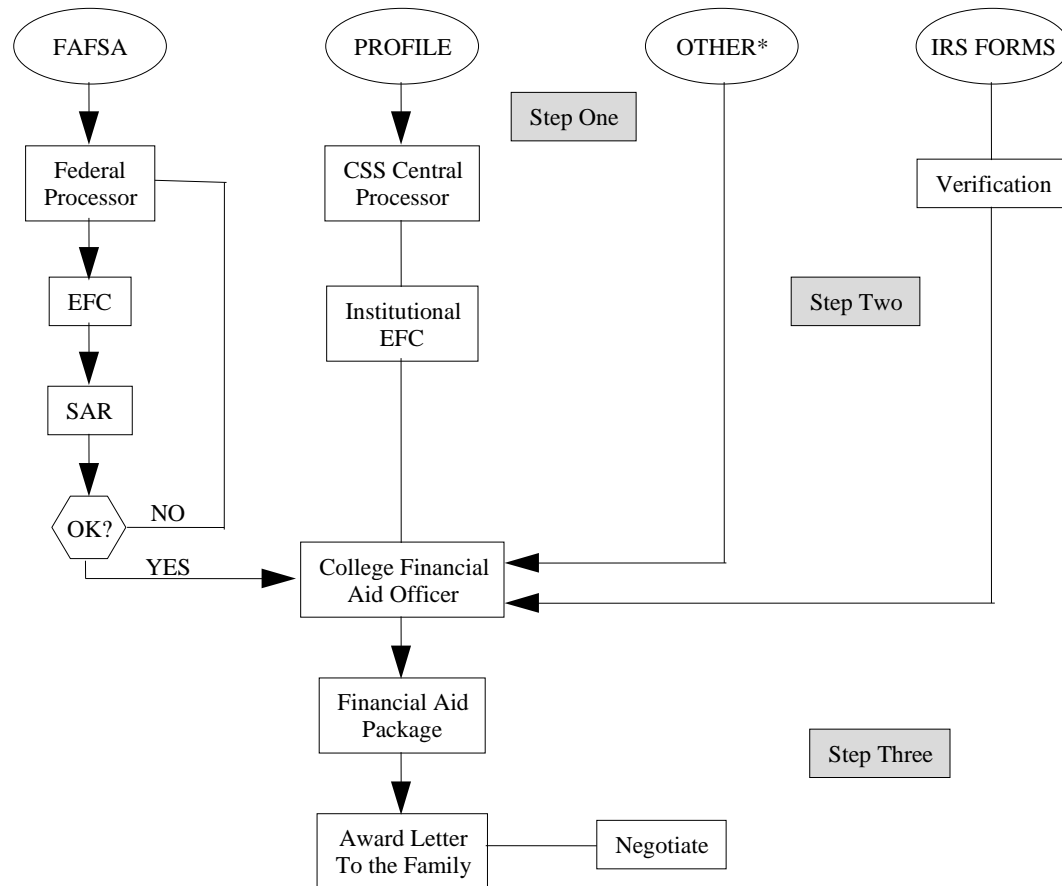 FAFSA
PROFILE
OTHER*
IRS FORMS
Step One
Federal
Processor
CSS Central
Processor
Verification
EFC
Institutional
EFC
Step Two
SAR
OK?
NO
YES
College Financial
Aid Officer
Financial Aid
Package
Step Three
Award Letter
To the Family
Negotiate